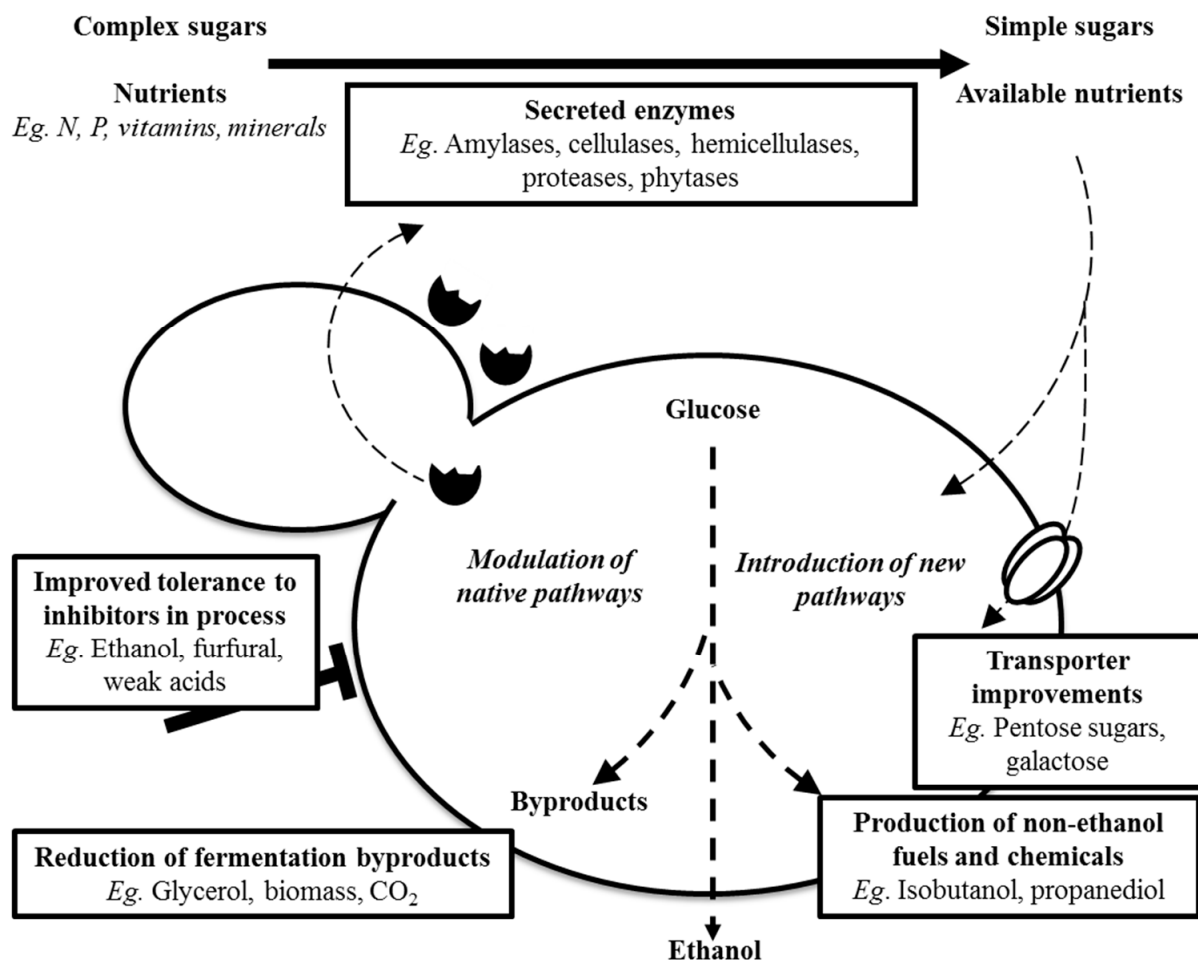 Complex sugars
Simple sugars
Nutrients
Eg. N, P, vitamins, minerals
Secreted enzymes
Eg. Amylases, cellulases, hemicellulases,
proteases, phytases
Available nutrients
Glucose
Modulation of
native pathways
Introduction of new
pathways
Improved tolerance to
inhibitors in process
Eg. Ethanol, furfural,
weak acids
Transporter
improvements
Eg. Pentose sugars,
galactose
Byproducts
Reduction of fermentation byproducts
Eg. Glycerol, biomass, CO₂
Production of non-ethanol
fuels and chemicals
Eg. Isobutanol, propanediol
Ethanol